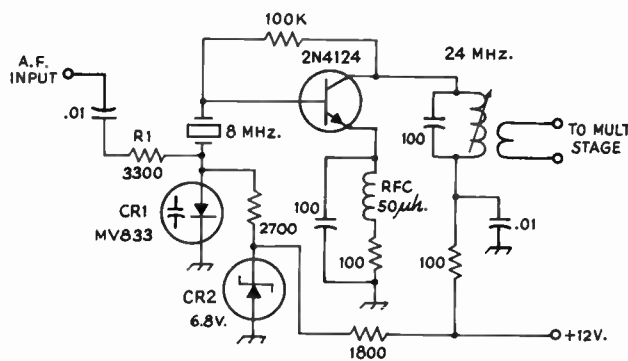 100K
A.F.
INPUT
2N4124
24 MHz.
.01
8 MHz.
100
TO MULT
STAGE
R1
3300
RFC
50µh.
CR1
MV833
2700
100
100
100
.01
CR2
6.8V.
1800
+12V.